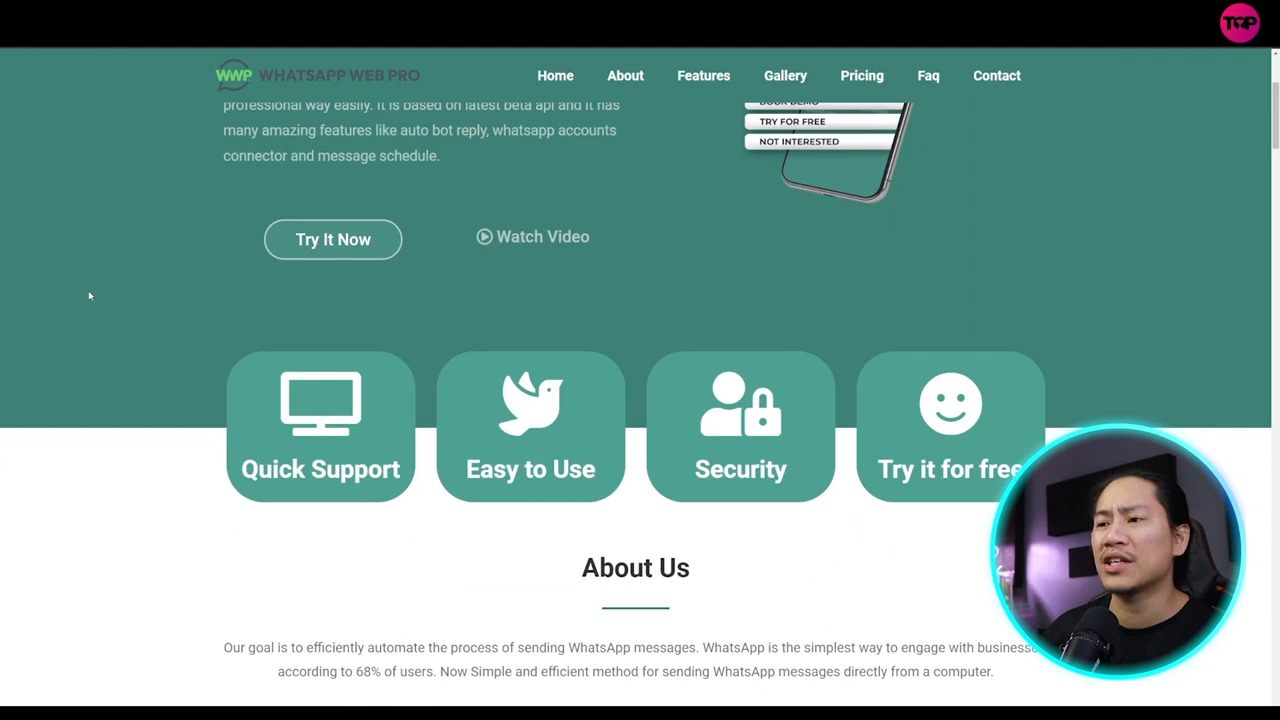 TOP
WWP WHATSAPP WEB PRO
Home About Features Gallery Pricing Faq Contact
professional way easily. It is based on latest beta api and it has
many amazing features like auto bot reply, whatsapp accounts
connector and message schedule.
BOOK DEMO
TRY FOR FREE
NOT INTERESTED
Try It Now
Watch Video
Quick Support
Easy to Use
Security
Try it for free
About Us
Our goal is to efficiently automate the process of sending WhatsApp messages. WhatsApp is the simplest way to engage with business
according to 68% of users. Now Simple and efficient method for sending WhatsApp messages directly from a computer.